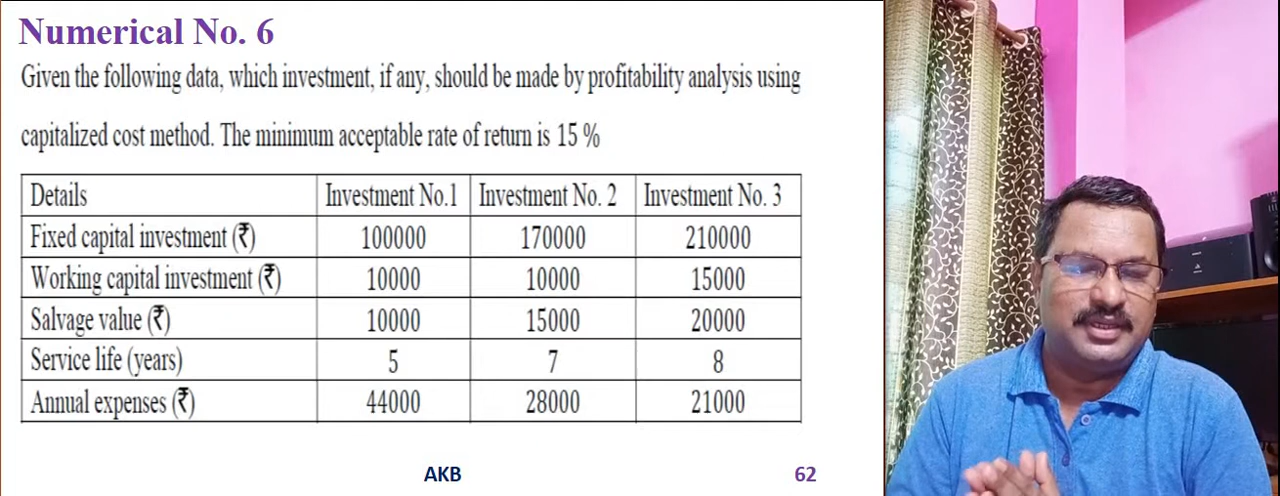 Numerical No. 6
Given the following data, which investment, if any, should be made by profitability analysis using
capitalized cost method. The minimum acceptable rate of return is 15 %
Details Investment No.1 Investment No. 2 Investment No. 3
Fixed capital investment (₹) 100000 170000 210000
Working capital investment (₹) 10000 10000 15000
Salvage value (₹) 10000 15000 20000
Service life (years) 5 7 8
Annual expenses (₹) 44000 28000 21000
AKB 62